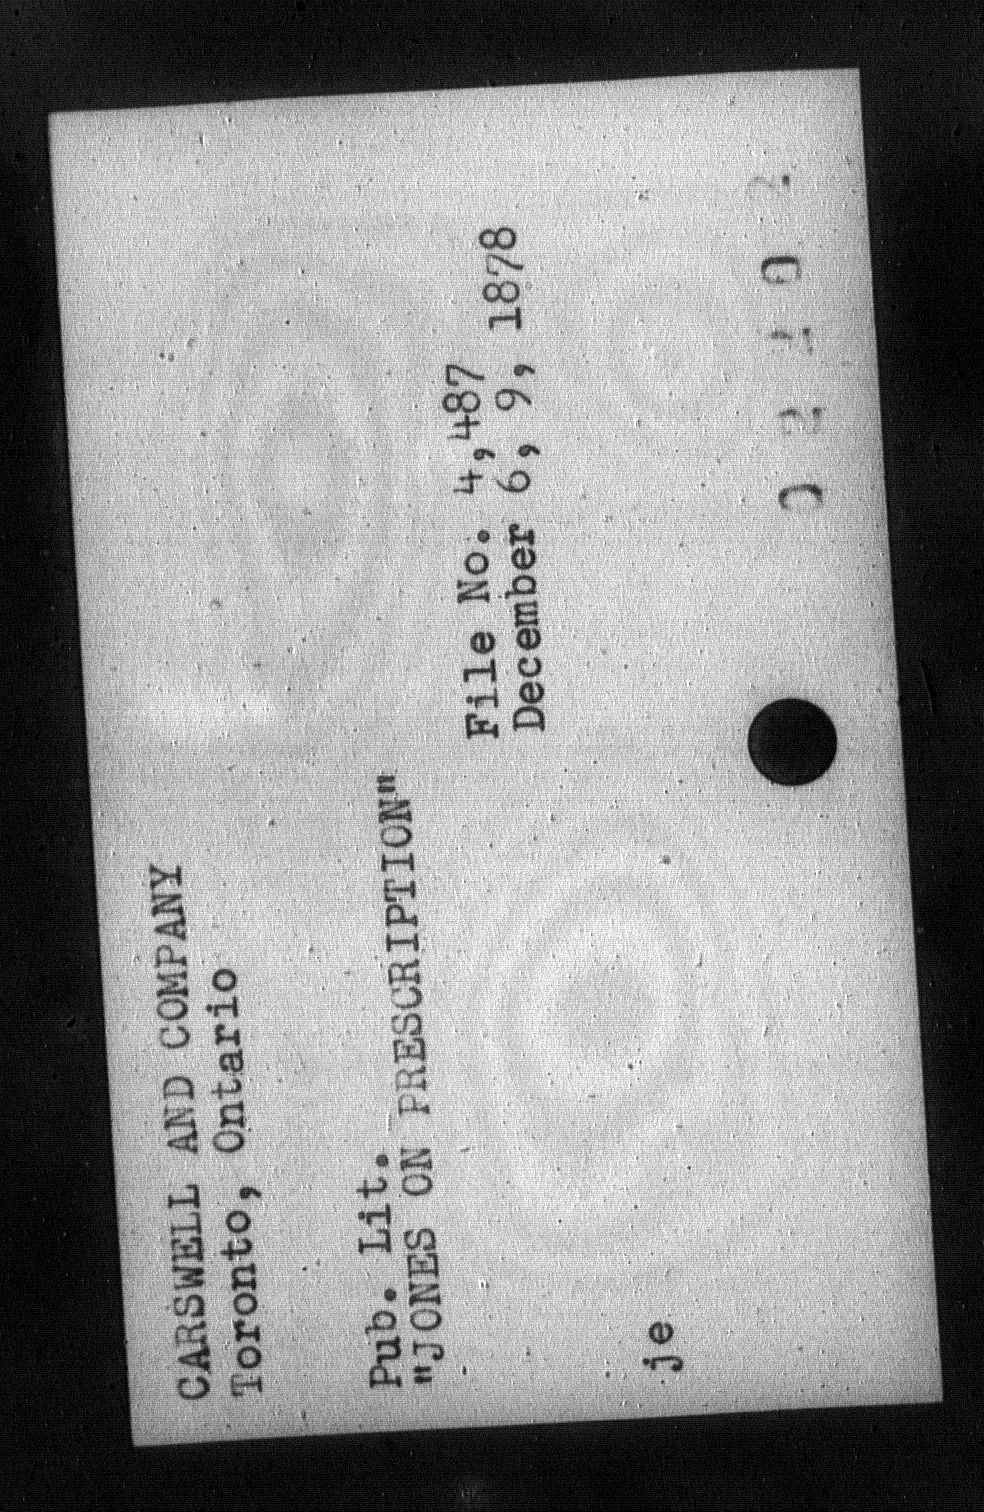 CARSWELL AND COMPANY
Toronto, Ontario
Pub. Lit.
"JONES ON PRESCRIPTION"
File No. 4,487
December 6, 9, 1878
je